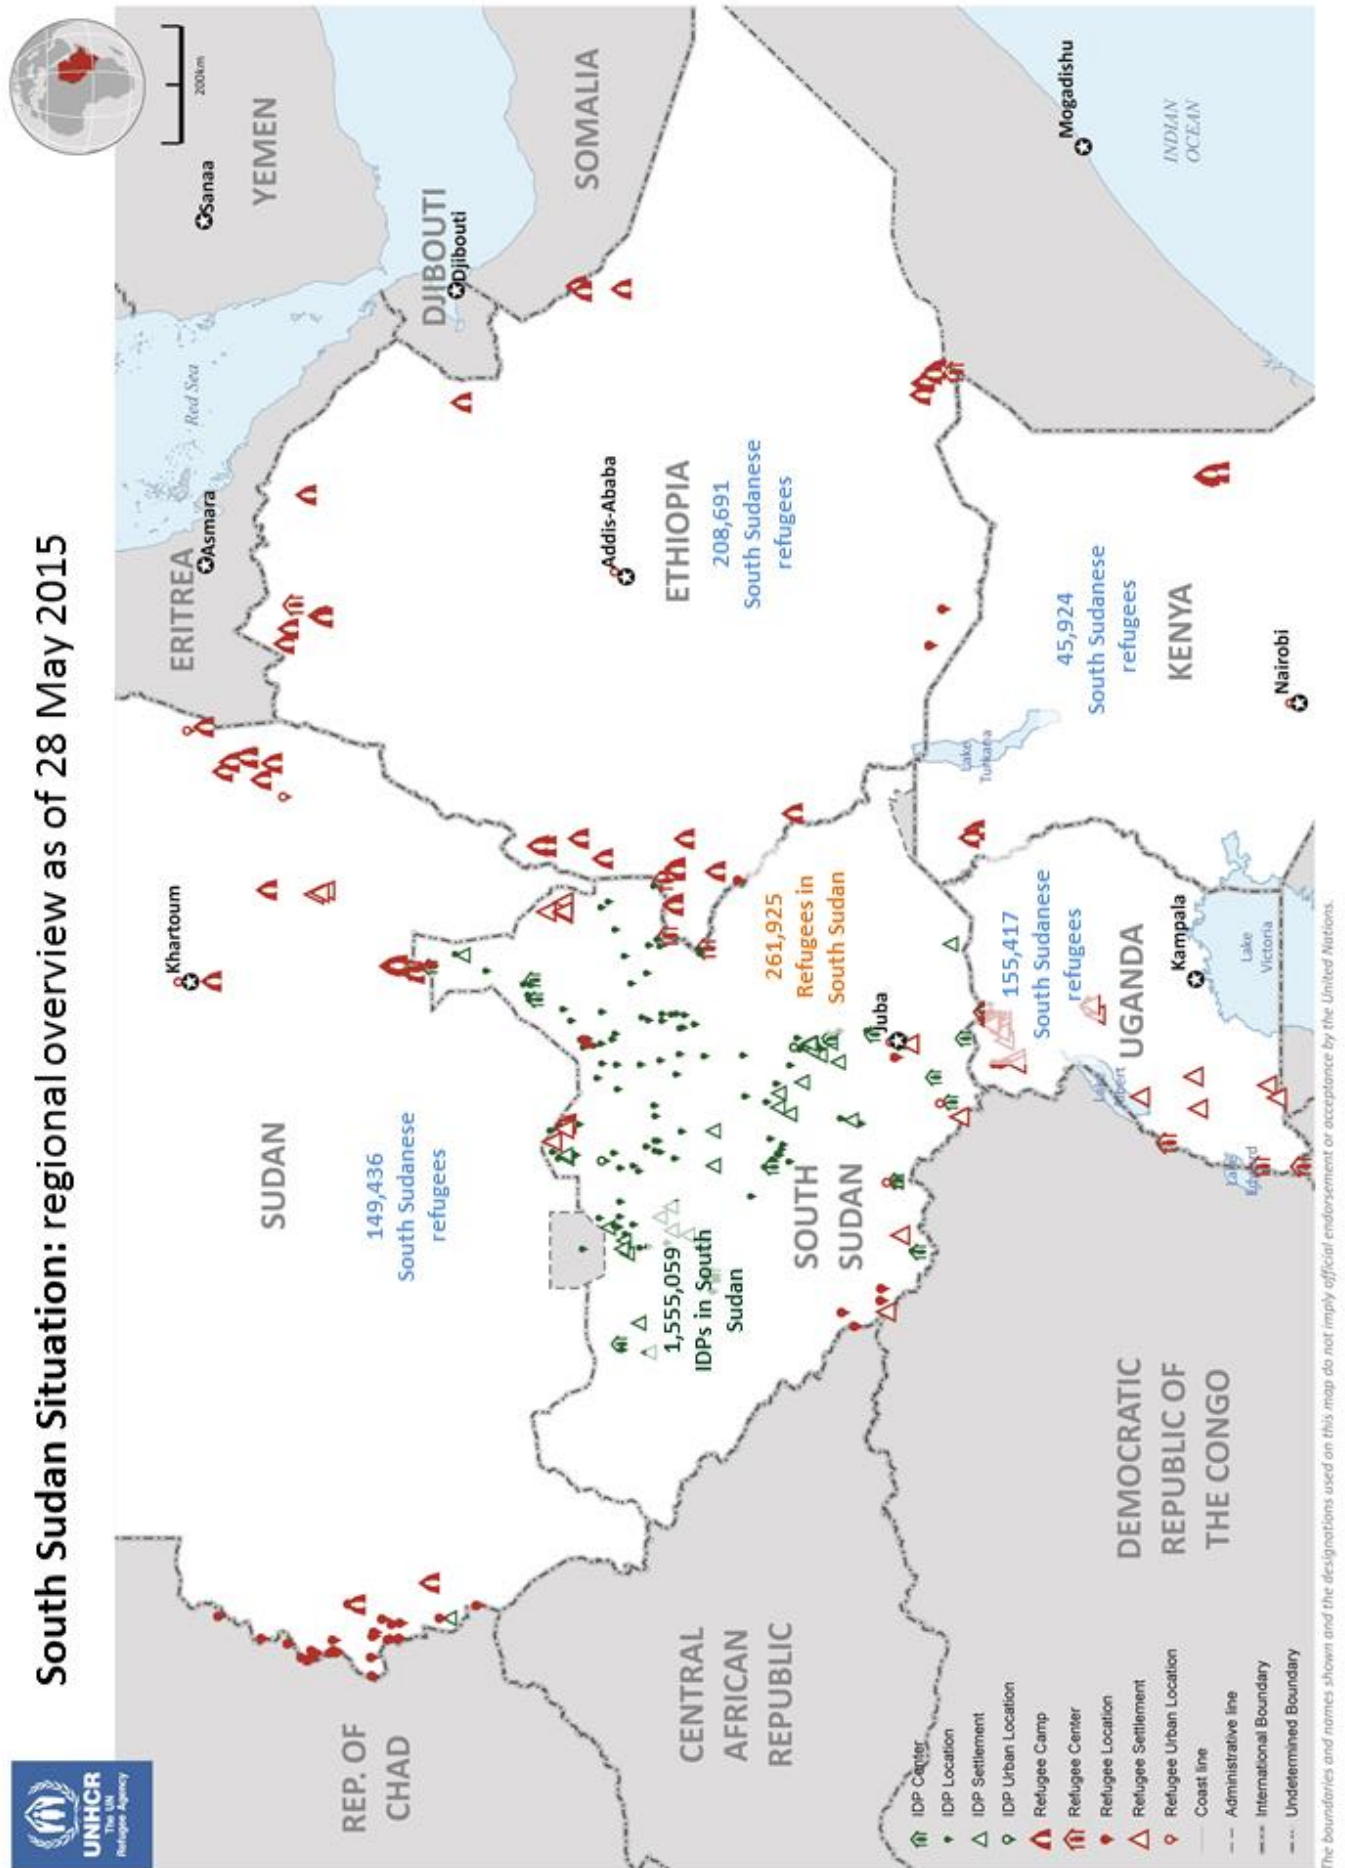 South Sudan Situation: regional overview as of 28 May 2015
UNHCR
The UN
Refugee Agency
200km
Khartoum
ERITREA
Asmara
Red Sea
Sanaa
YEMEN
SUDAN
149,436
South Sudanese
refugees
DJIBOUTI
Djibouti
REP. OF
CHAD
Addis-Ababa
SOMALIA
ETHIOPIA
208,691
South Sudanese
refugees
1,555,059
IDPs in South
Sudan
261,925
Refugees in
South Sudan
SOUTH
SUDAN
CENTRAL
AFRICAN
REPUBLIC
Juba
Lake
Turkana
155,417
South Sudanese
refugees
45,924
South Sudanese
refugees
KENYA
Mogadishu
INDIAN
OCEAN
UGANDA
Kampala
Lake
Victoria
Nairobi
DEMOCRATIC
REPUBLIC OF
THE CONGO
IDP Center
IDP Location
IDP Settlement
IDP Urban Location
Refugee Camp
Refugee Center
Refugee Location
Refugee Settlement
Refugee Urban Location
Coast line
Administrative line
International Boundary
Undetermined Boundary
The boundaries and names shown and the designations used on this map do not imply official endorsement or acceptance by the United Nations.